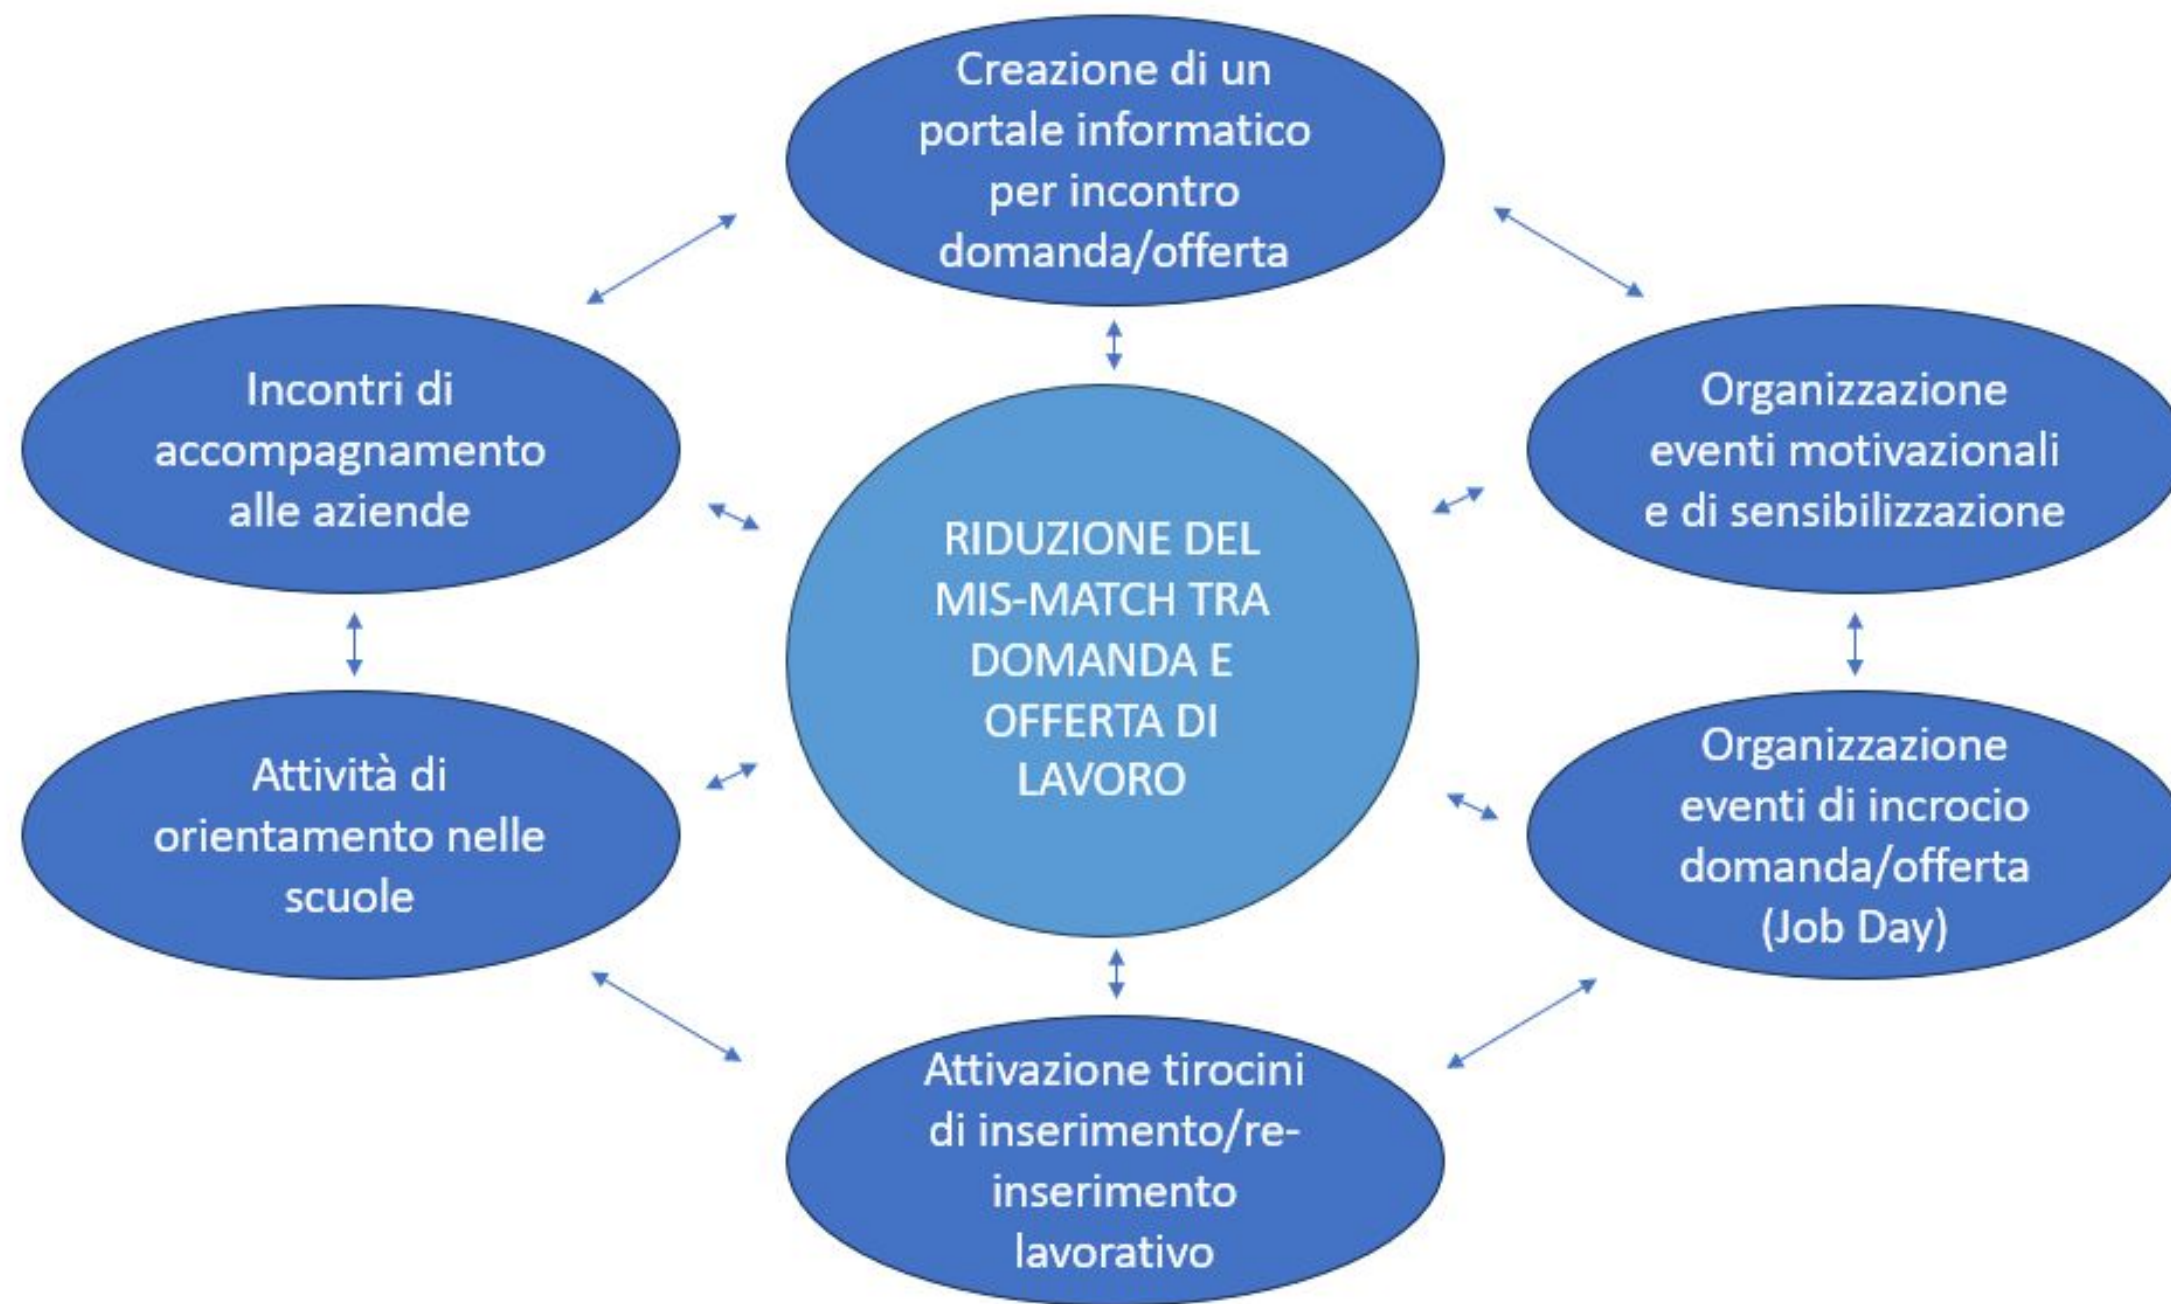 Creazione di un
portale informatico
per incontro
domanda/offerta
Incontri di
accompagnamento
alle aziende
Organizzazione
eventi motivazionali
e di sensibilizzazione
RIDUZIONE DEL
MIS-MATCH TRA
DOMANDA E
OFFERTA DI
LAVORO
Attività di
orientamento nelle
scuole
Organizzazione
eventi di incrocio
domanda/offerta
(Job Day)
Attivazione tirocini
di inserimento/re-
inserimento
lavorativo